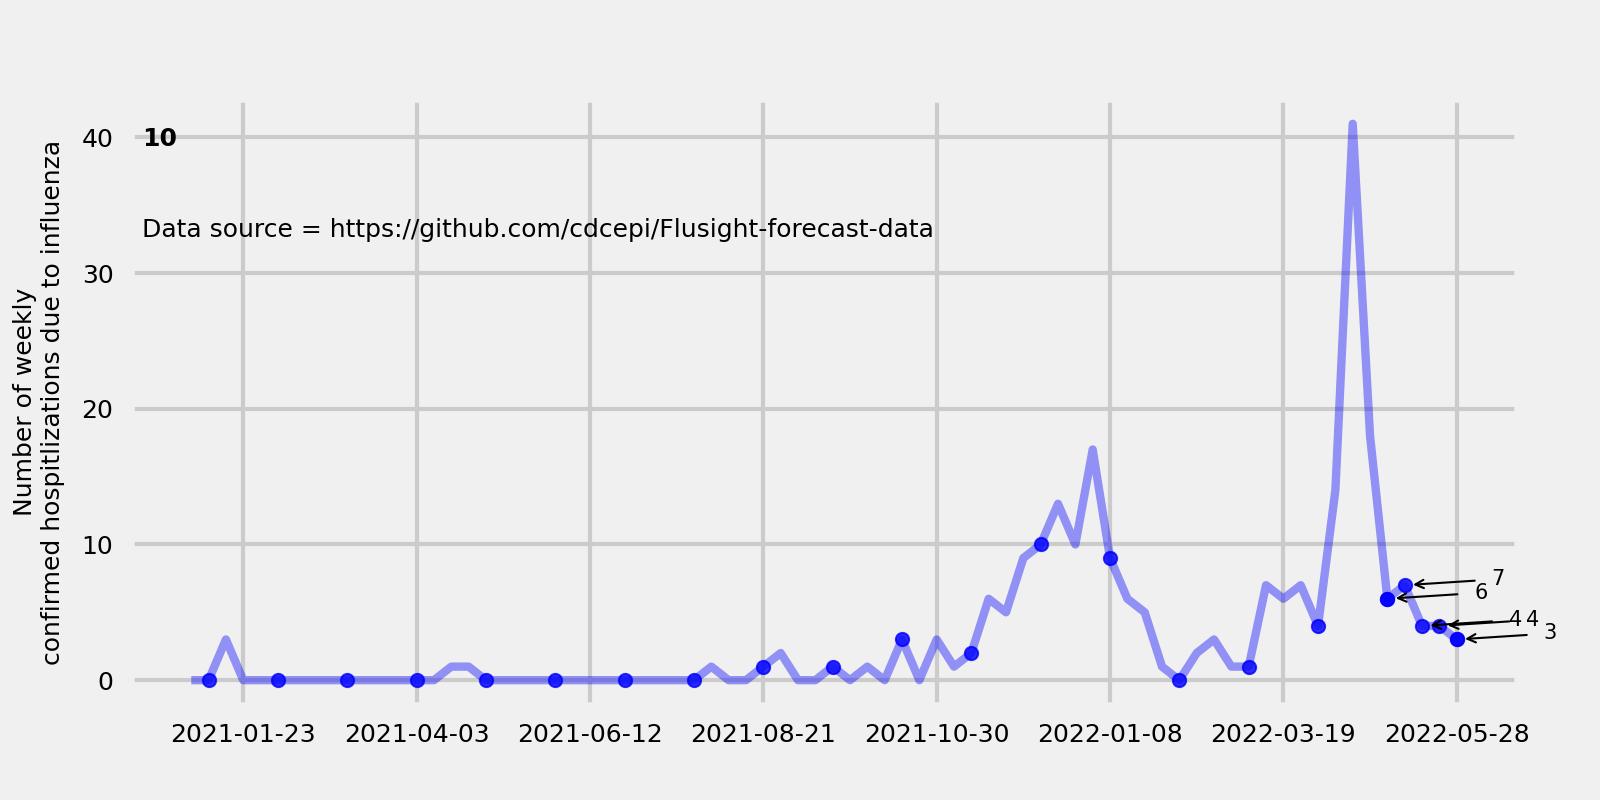 Number of weekly
confirmed hospitlizations due to influenza
40
30
20
10
0
10
Data source = https://github.com/cdcepi/Flusight-forecast-data
7
6
4 4
3
2021-01-23 2021-04-03 2021-06-12 2021-08-21 2021-10-30 2022-01-08 2022-03-19 2022-05-28